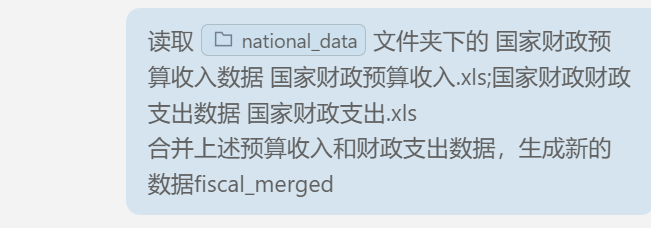 读取 national_data 文件夹下的 国家财政预
算收入数据 国家财政预算收入.xls;国家财政财政
支出数据 国家财政支出.xls
合并上述预算收入和财政支出数据，生成新的
数据fiscal_merged